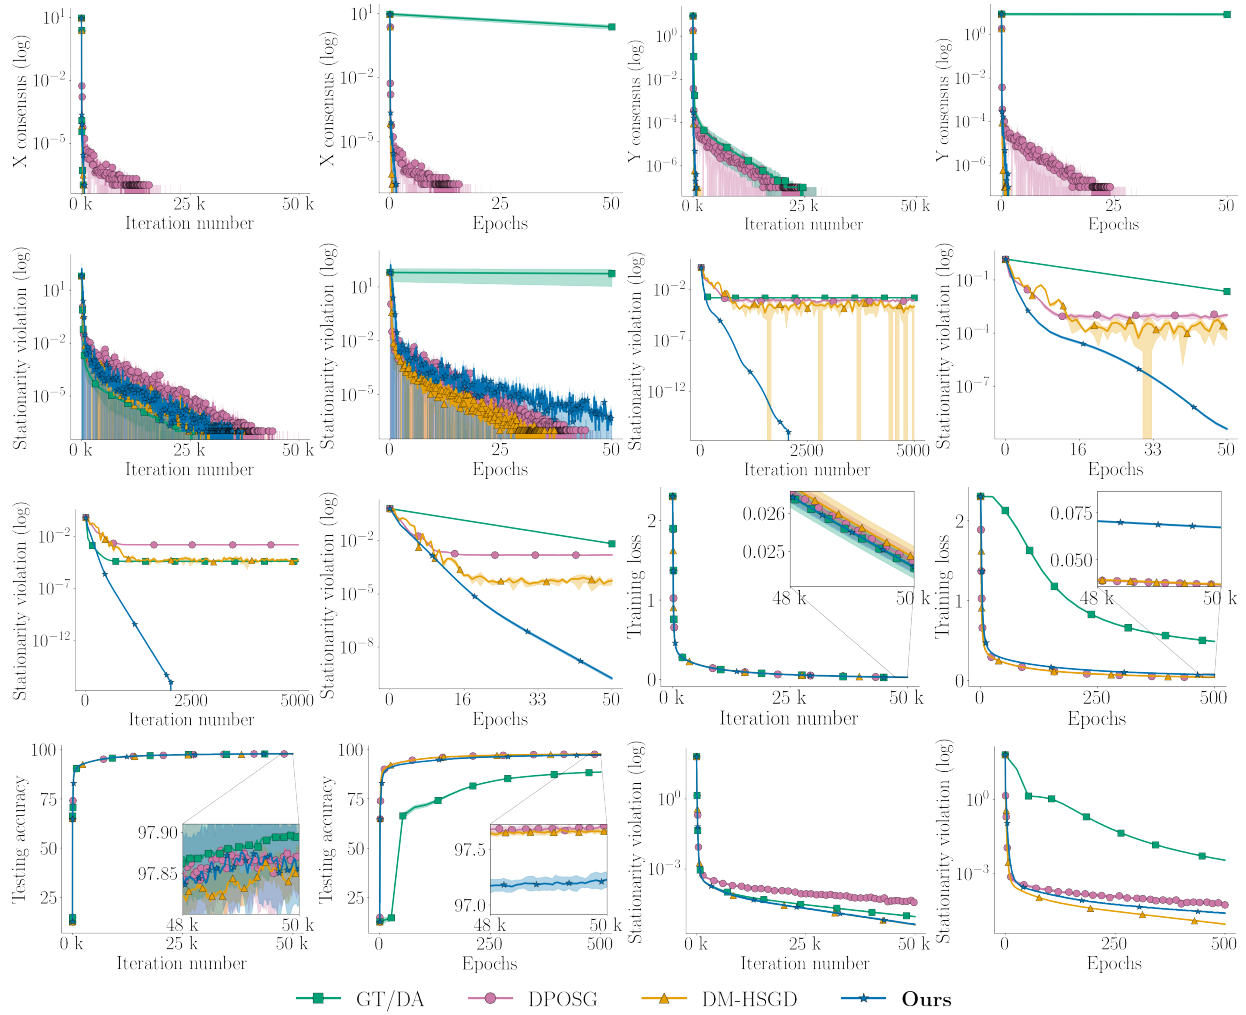 X consensus (log)
10^1
10^-2
10^-5
0 k
25 k
50 k
Iteration number
X consensus (log)
10^1
10^-2
10^-5
0
50
Epochs
Y consensus (log)
10^0
10^-2
10^-4
10^-6
0 k
25 k
50 k
Iteration number
Y consensus (log)
10^0
10^-2
10^-4
10^-6
0
50
Epochs
Stationarity violation (log)
10^1
10^-2
10^-5
0 k
25 k
50 k
Iteration number
Stationarity violation (log)
10^1
10^-2
10^-5
0
50
Epochs
Stationarity violation (log)
10^-2
10^-7
10^-12
0
2500
5000
Iteration number
Stationarity violation (log)
10^-1
10^-4
10^-7
0
16
33
50
Epochs
Stationarity violation (log)
10^-2
10^-7
10^-12
0
2500
5000
Iteration number
Stationarity violation (log)
10^-2
10^-5
10^-8
0
16
33
50
Epochs
Training loss
2
1
0
0.026
0.025
48 k
50 k
0 k
25 k
50 k
Iteration number
Training loss
2
1
0
0.075
0.050
48 k
50 k
0
250
500
Epochs
Testing accuracy
100
75
50
25
97.90
97.85
48 k
50 k
0 k
25 k
50 k
Iteration number
Testing accuracy
100
75
50
25
97.5
97.0
48 k
50 k
0
250
500
Epochs
Stationarity violation (log)
10^0
10^-3
0 k
25 k
50 k
Iteration number
Stationarity violation (log)
10^0
10^-3
0
250
500
Epochs
GT/DA DPOSG DM-HSGD Ours